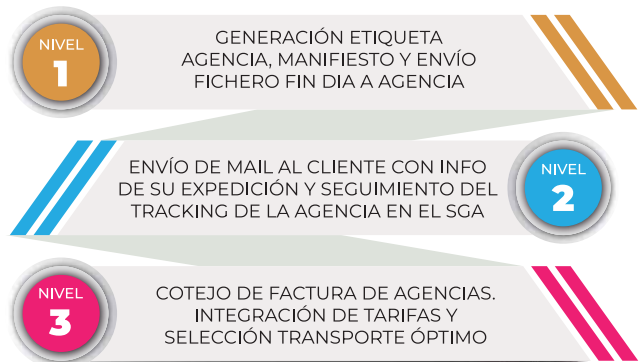 NIVEL
1
GENERACIÓN ETIQUETA
AGENCIA, MANIFIESTO Y ENVÍO
FICHERO FIN DIA A AGENCIA
ENVÍO DE MAIL AL CLIENTE CON INFO
DE SU EXPEDICIÓN Y SEGUIMIENTO DEL
TRACKING DE LA AGENCIA EN EL SGA
NIVEL
2
NIVEL
3
COTEJO DE FACTURA DE AGENCIAS.
INTEGRACIÓN DE TARIFAS Y
SELECCIÓN TRANSPORTE ÓPTIMO